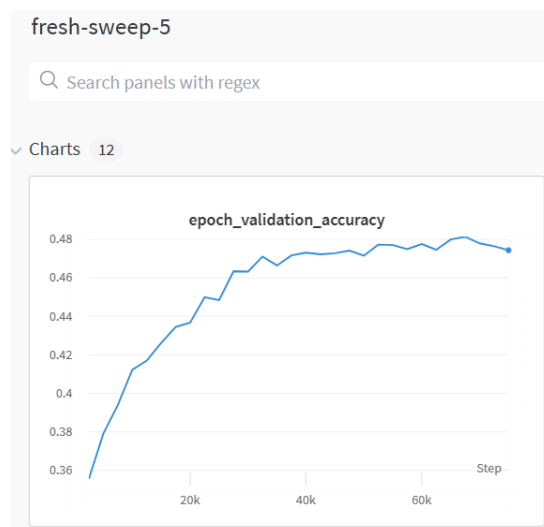 fresh-sweep-5
Search panels with regex
Charts 12
epoch_validation_accuracy
0.48
0.46
0.44
0.42
0.4
0.38
0.36
Step
20k 40k 60k